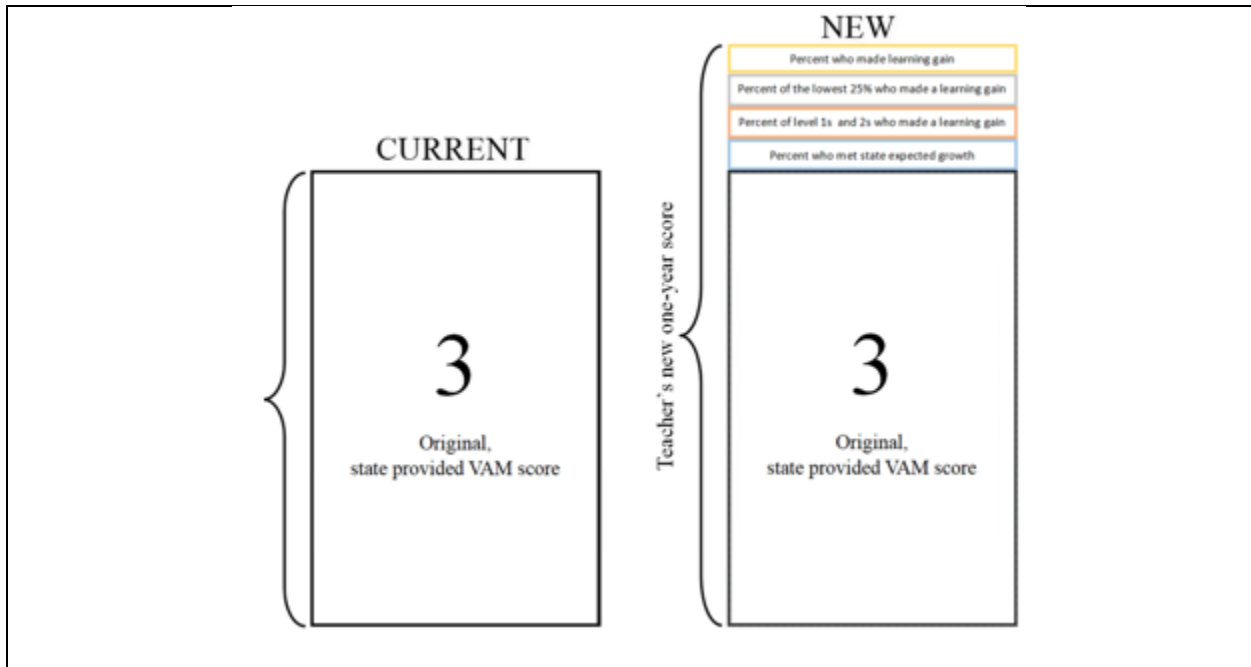 CURRENT
3
Original,
state provided VAM score
NEW
Percent who made learning gain
Percent of the lowest 25% who made a learning gain
Percent of level 1s and 2s who made a learning gain
Percent who met state expected growth
Teacher's new one-year score
3
Original,
state provided VAM score